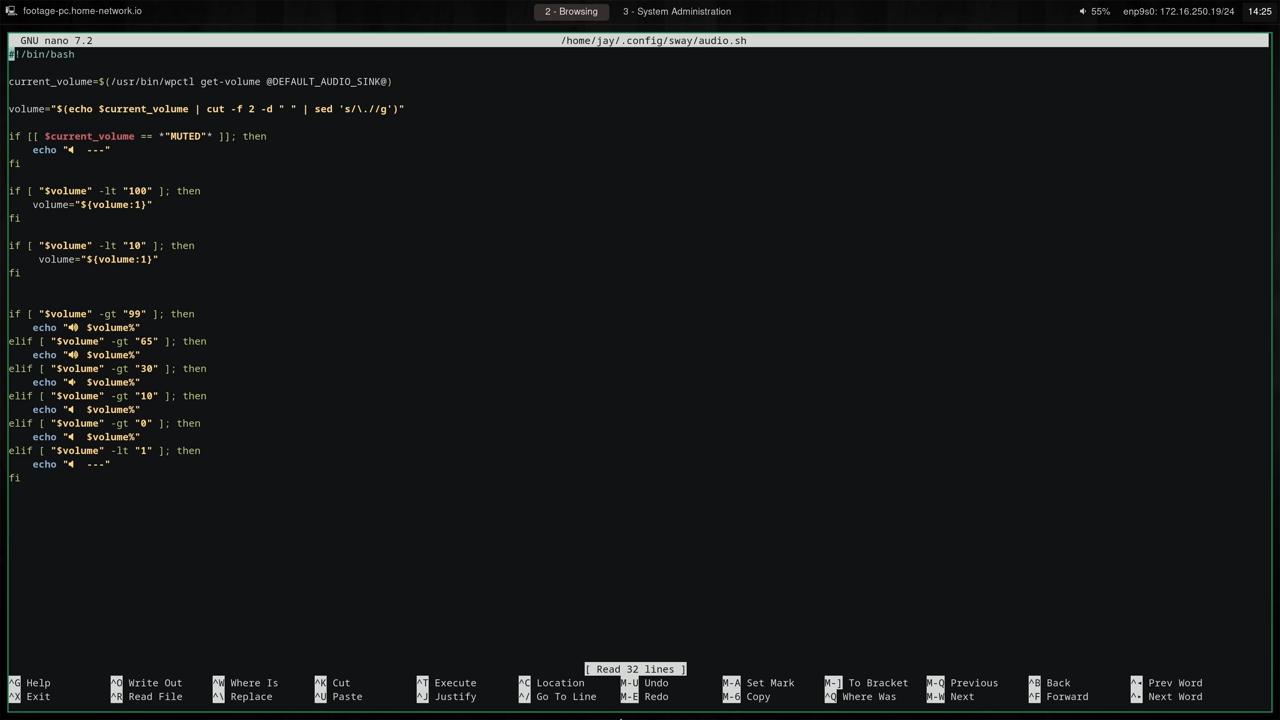 footage-pc.home-network.io 2 - Browsing 3 - System Administration 55% enp9s0: 172.16.250.19/24 14:25
GNU nano 7.2 /home/jay/.config/sway/audio.sh
#!/bin/bash
current_volume=$(/usr/bin/wpctl get-volume @DEFAULT_AUDIO_SINK@)
volume="$(echo $current_volume | cut -f 2 -d " " | sed 's/\.//g')"
if [[ $current_volume == *"MUTED"* ]]; then
    echo "🔈 ---"
fi
if [ "$volume" -lt "100" ]; then
    volume="${volume:1}"
fi
if [ "$volume" -lt "10" ]; then
     volume="${volume:1}"
fi
if [ "$volume" -gt "99" ]; then
    echo "🔊 $volume%"
elif [ "$volume" -gt "65" ]; then
    echo "🔊 $volume%"
elif [ "$volume" -gt "30" ]; then
    echo "🔉 $volume%"
elif [ "$volume" -gt "10" ]; then
    echo "🔈 $volume%"
elif [ "$volume" -gt "0" ]; then
    echo "🔈 $volume%"
elif [ "$volume" -lt "1" ]; then
    echo "🔈 ---"
fi
[ Read 32 lines ]
^G Help ^O Write Out ^W Where Is ^K Cut ^T Execute ^C Location M-U Undo M-A Set Mark M-] To Bracket M-Q Previous ^B Back ^◂ Prev Word
^X Exit ^R Read File ^\ Replace ^U Paste ^J Justify ^/ Go To Line M-E Redo M-6 Copy ^Q Where Was M-W Next ^F Forward ^▸ Next Word